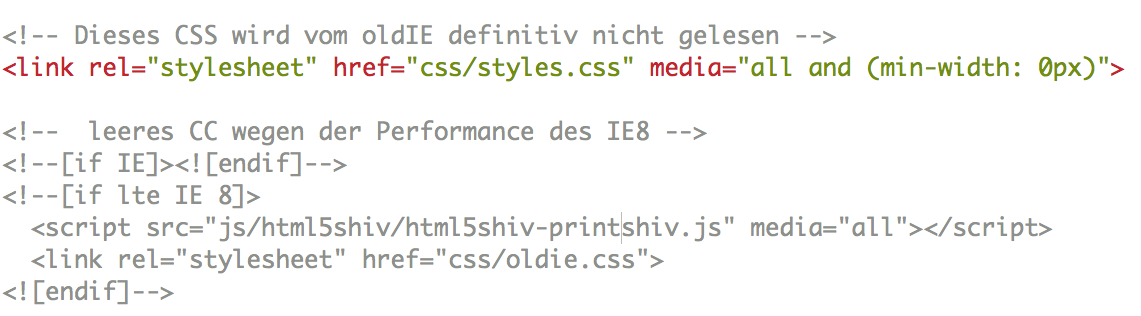 <!-- Dieses CSS wird vom oldIE definitiv nicht gelesen -->
<link rel="stylesheet" href="css/styles.css" media="all and (min-width: 0px)">
<!--  leeres CC wegen der Performance des IE8 -->
<!--[if IE]><![endif]-->
<!--[if lte IE 8]>
  <script src="js/html5shiv/html5shiv-printshiv.js" media="all"></script>
  <link rel="stylesheet" href="css/oldie.css">
<![endif]-->